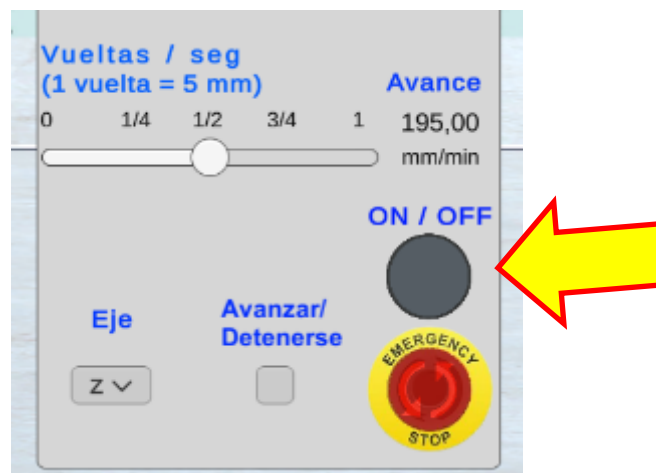 Vueltas / seg
(1 vuelta = 5 mm)
Avance
0 1/4 1/2 3/4 1
195,00
mm/min
ON / OFF
Eje
Avanzar/
Detenerse
Z
EMERGENCY
STOP